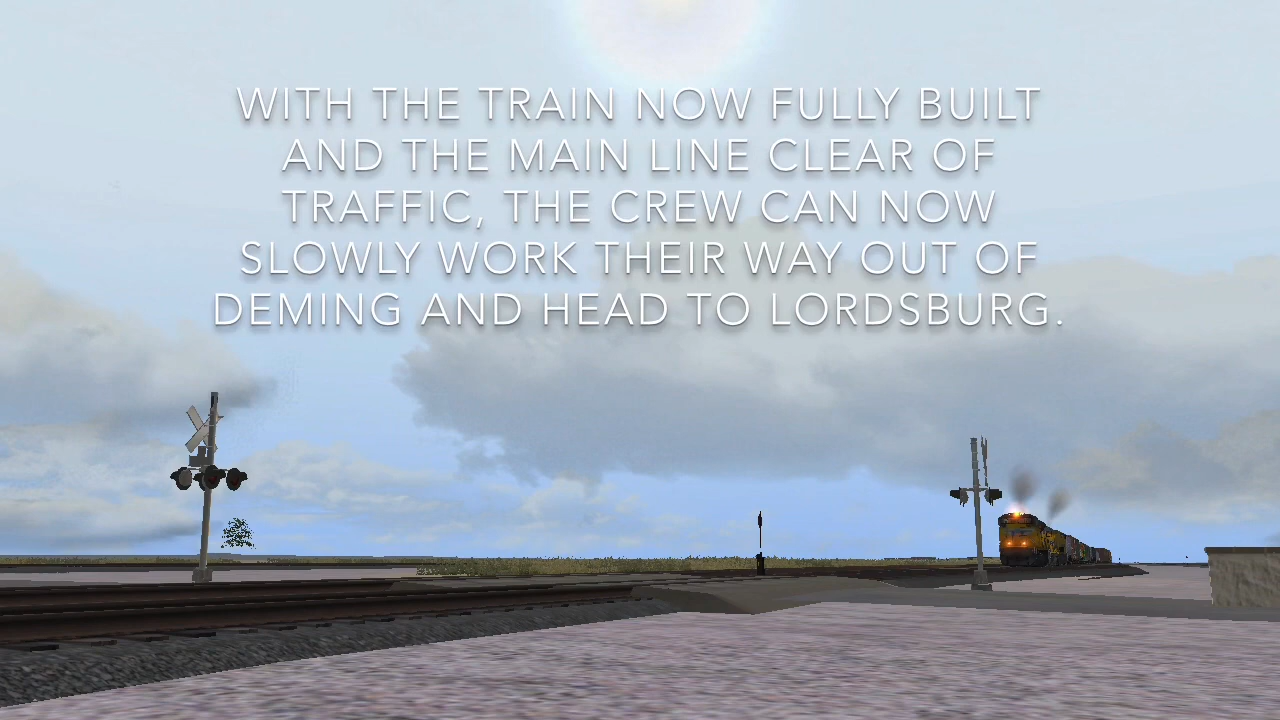 WITH THE TRAIN NOW FULLY BUILT
AND THE MAIN LINE CLEAR OF
TRAFFIC, THE CREW CAN NOW
SLOWLY WORK THEIR WAY OUT OF
DEMING AND HEAD TO LORDSBURG.